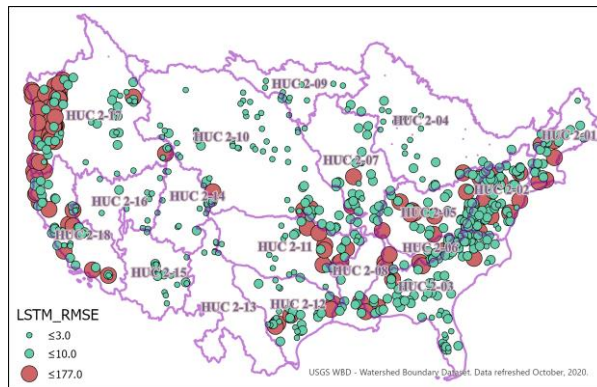 HUC 2-09
HUC 2-01
HUC 2-17
HUC 2-04
HUC 2-10
HUC 2-07
HUC 2-02
HUC 2-14
HUC 2-16
HUC 2-05
HUC 2-18
HUC 2-11
HUC 2-06
HUC 2-15
HUC 2-08
HUC 2-03
HUC 2-13
HUC 2-12
LSTM_RMSE
≤3.0
≤10.0
≤177.0
USGS WBD - Watershed Boundary Dataset. Data refreshed October, 2020.